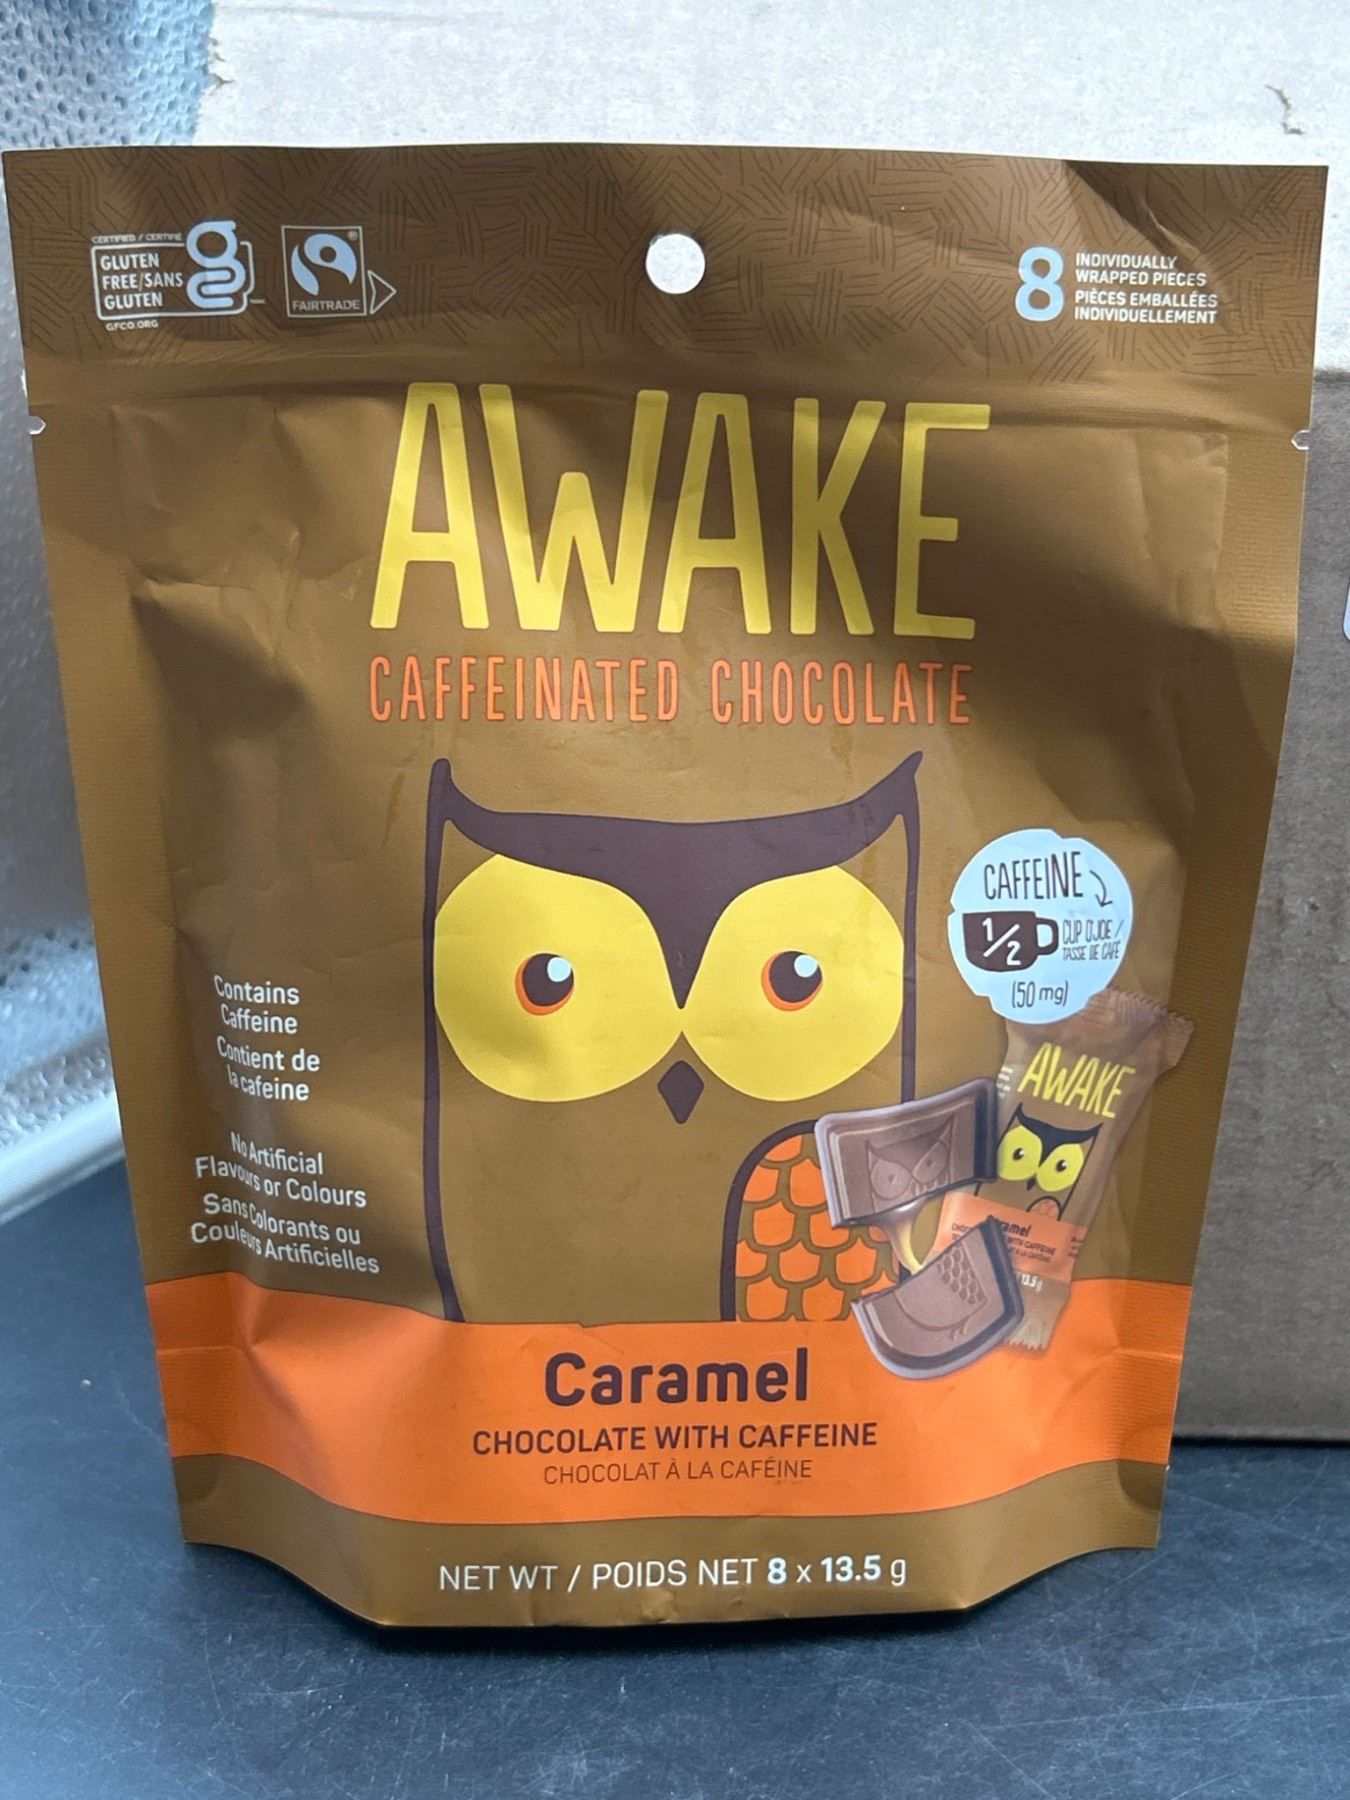 CERTIFIED / CERTIFIÉ
GLUTEN
FREE/SANS
GLUTEN
GFCO.ORG
FAIRTRADE
8
INDIVIDUALLY
WRAPPED PIECES
PIÈCES EMBALLÉES
INDIVIDUELLEMENT
AWAKE
CAFFEINATED CHOCOLATE
CAFFEINE
1/2
CUP O'JOE /
TASSE DE CAFÉ
(50 mg)
Contains
Caffeine
Contient de
la cafeine
No Artificial
Flavours or Colours
Sans Colorants ou
Couleurs Artificielles
AWAKE
13.5 g
Caramel
CHOCOLATE WITH CAFFEINE
CHOCOLAT À LA CAFÉINE
NET WT / POIDS NET 8 x 13.5 g